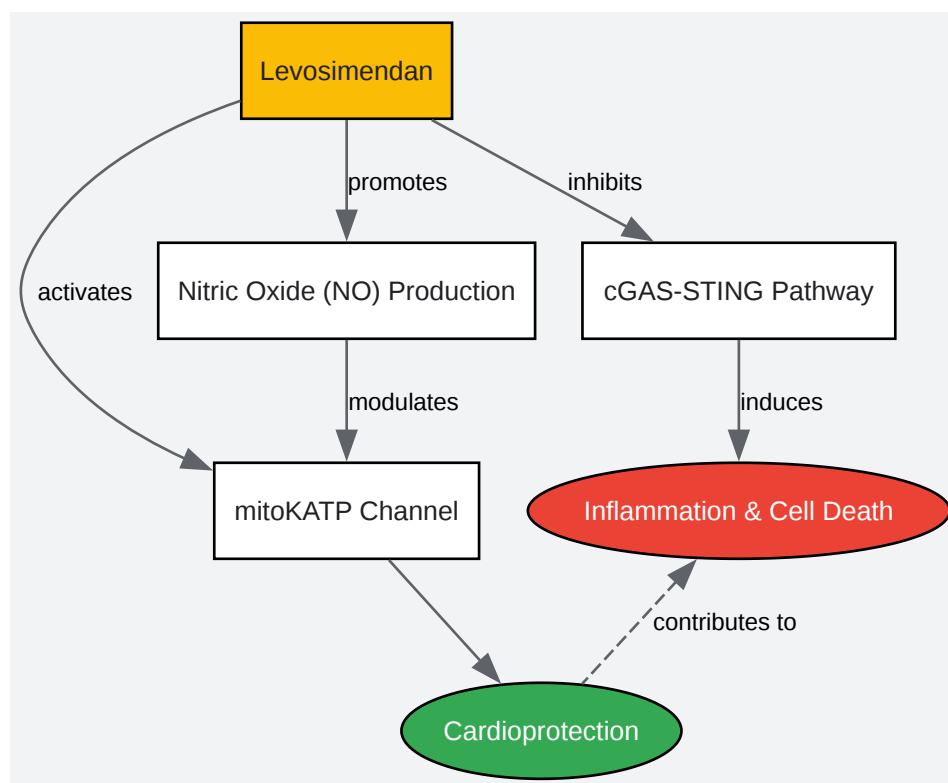 Levosimendan
promotes
inhibits
Nitric Oxide (NO) Production
cGAS-STING Pathway
activates
modulates
induces
mitoKATP Channel
Inflammation & Cell Death
contributes to
Cardioprotection